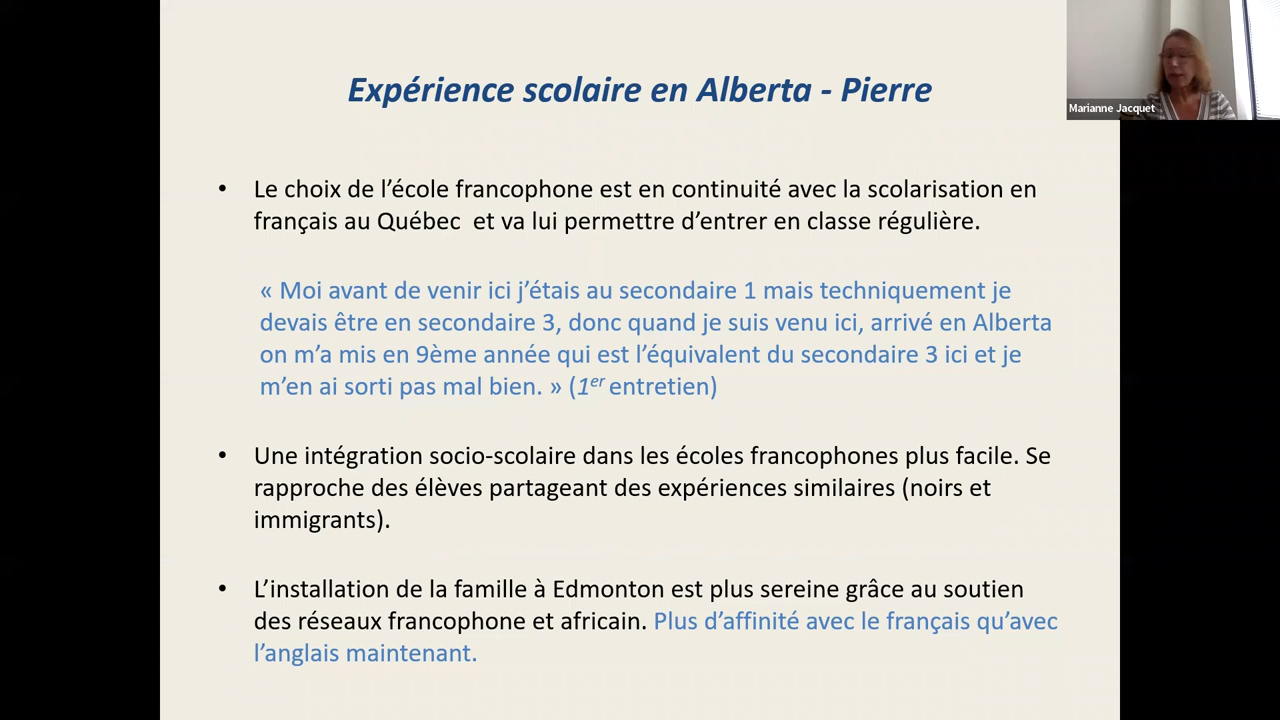 Expérience scolaire en Alberta - Pierre
Marianne Jacquet
• Le choix de l’école francophone est en continuité avec la scolarisation en
français au Québec  et va lui permettre d’entrer en classe régulière.
« Moi avant de venir ici j’étais au secondaire 1 mais techniquement je
devais être en secondaire 3, donc quand je suis venu ici, arrivé en Alberta
on m’a mis en 9ème année qui est l’équivalent du secondaire 3 ici et je
m’en ai sorti pas mal bien. » (1er entretien)
• Une intégration socio-scolaire dans les écoles francophones plus facile. Se
rapproche des élèves partageant des expériences similaires (noirs et
immigrants).
• L’installation de la famille à Edmonton est plus sereine grâce au soutien
des réseaux francophone et africain. Plus d’affinité avec le français qu’avec
l’anglais maintenant.